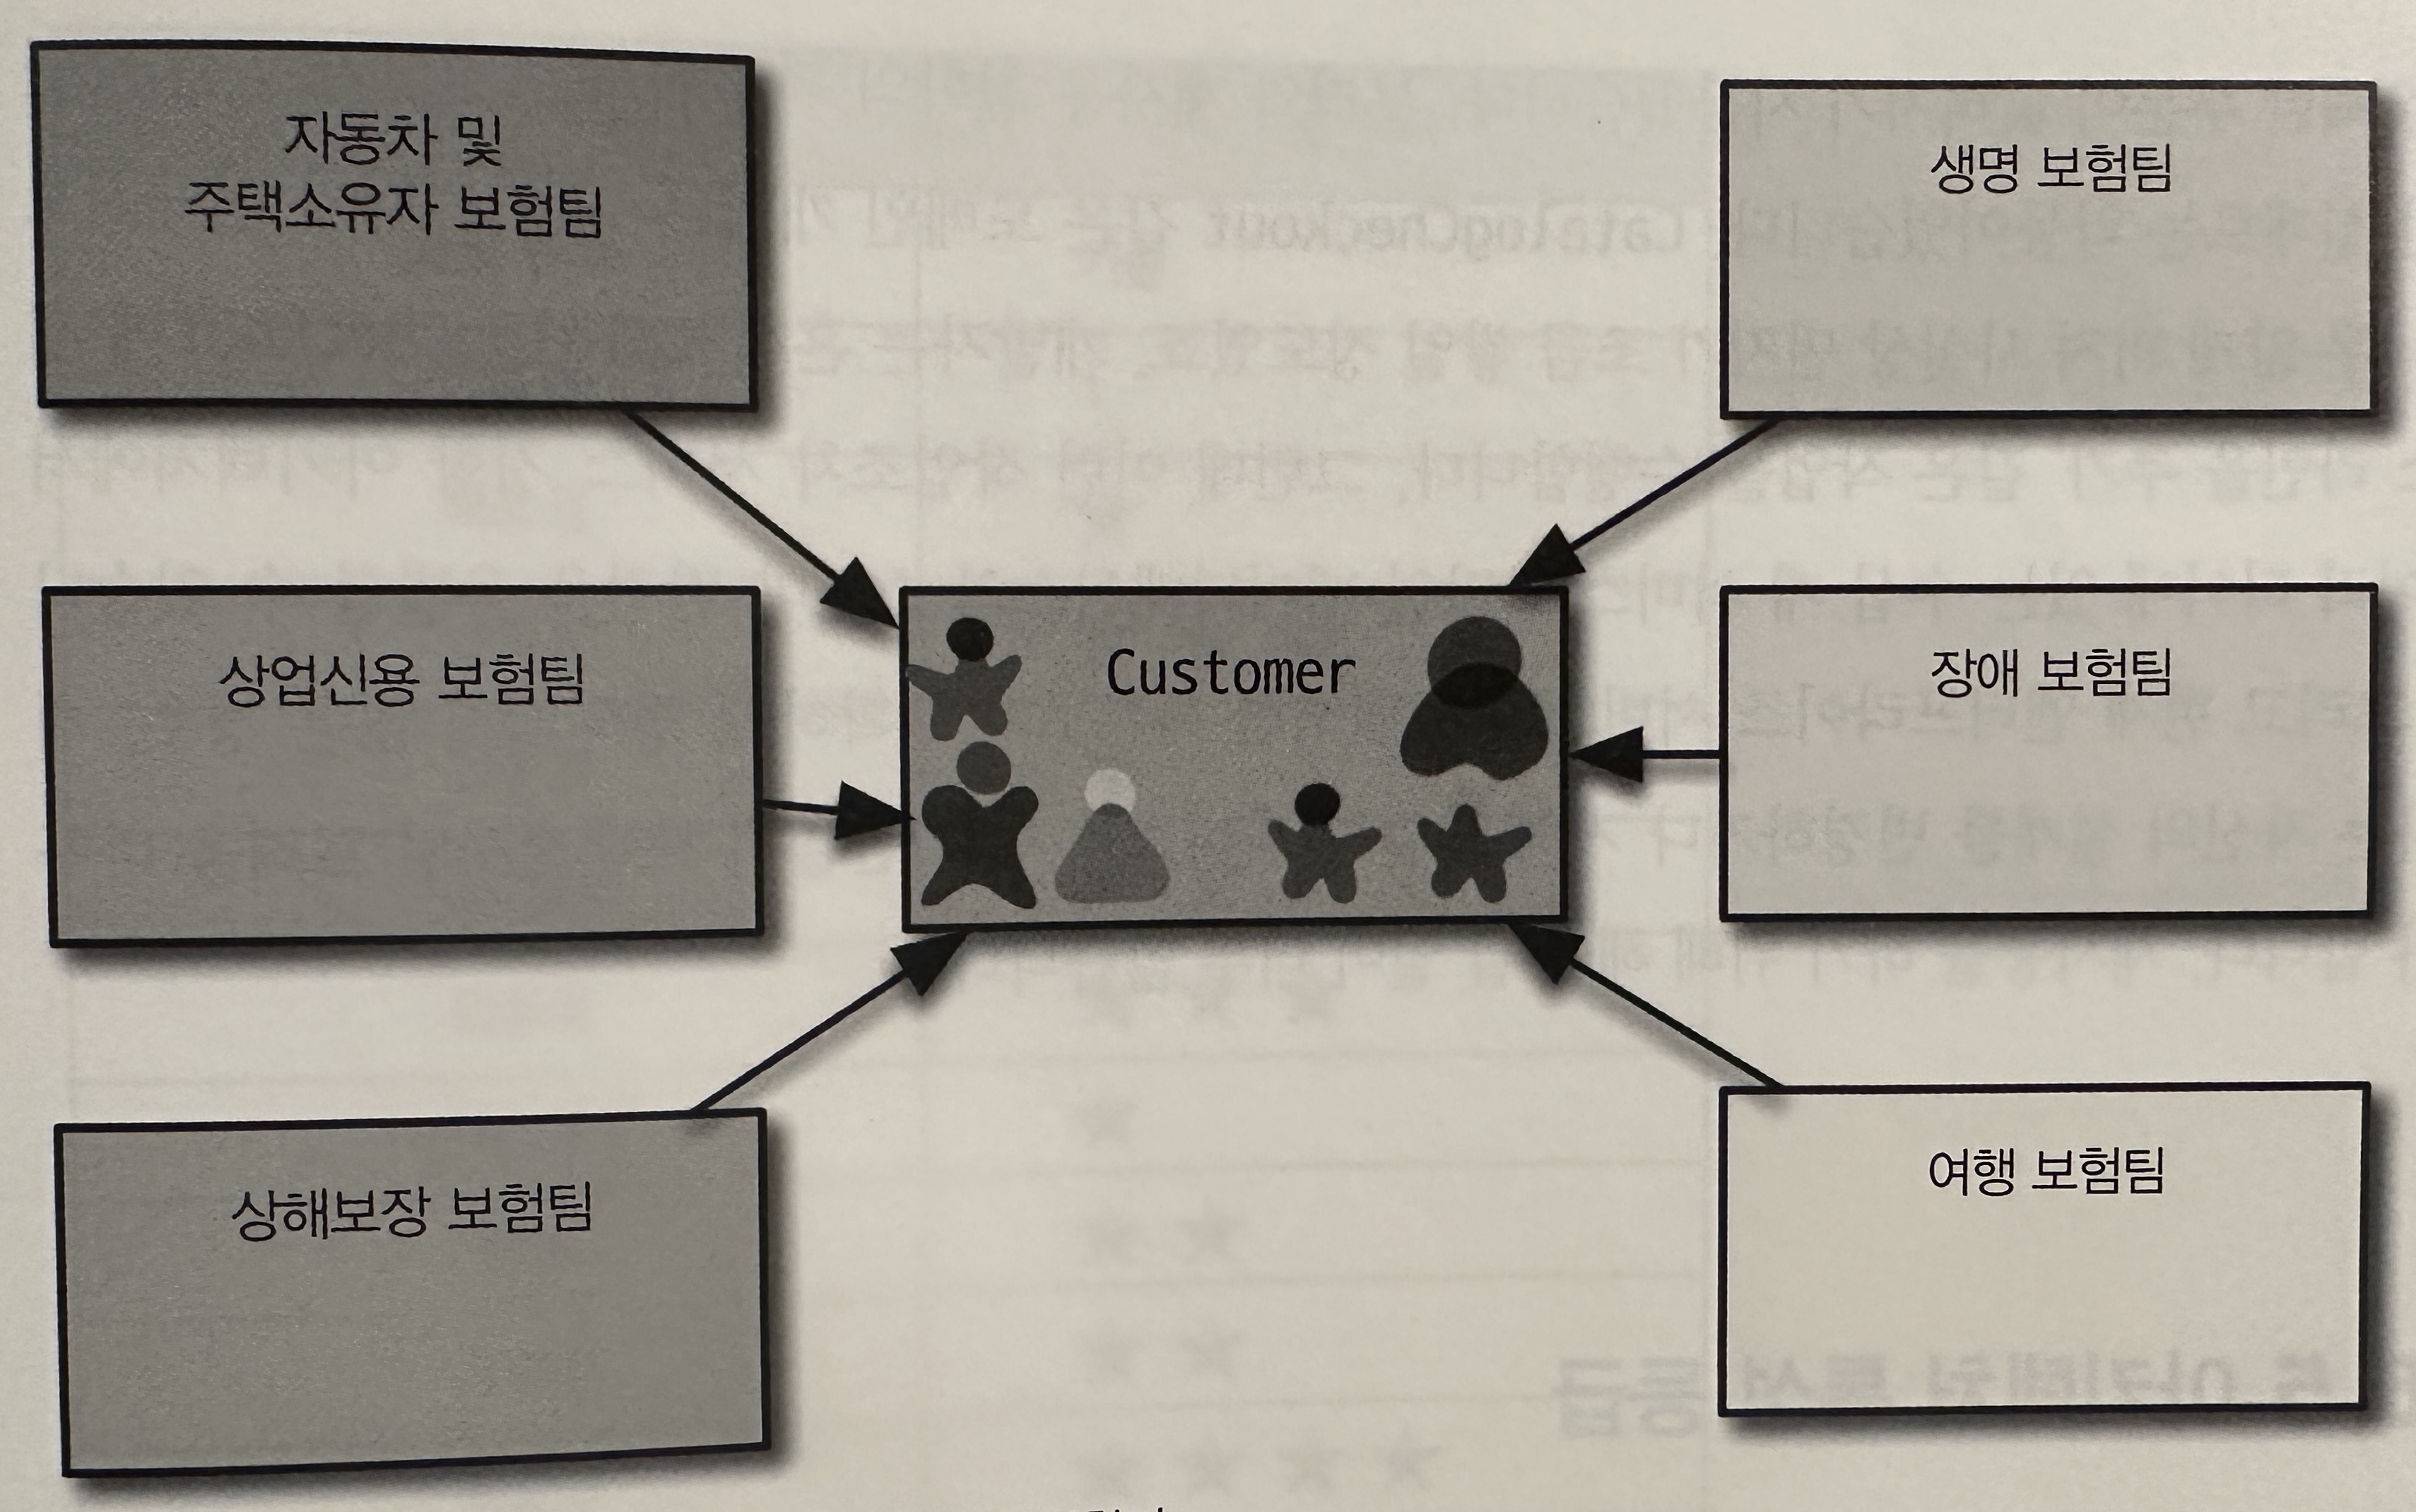 자동차 및
주택소유자 보험팀
생명 보험팀
상업신용 보험팀
Customer
장애 보험팀
상해보장 보험팀
여행 보험팀